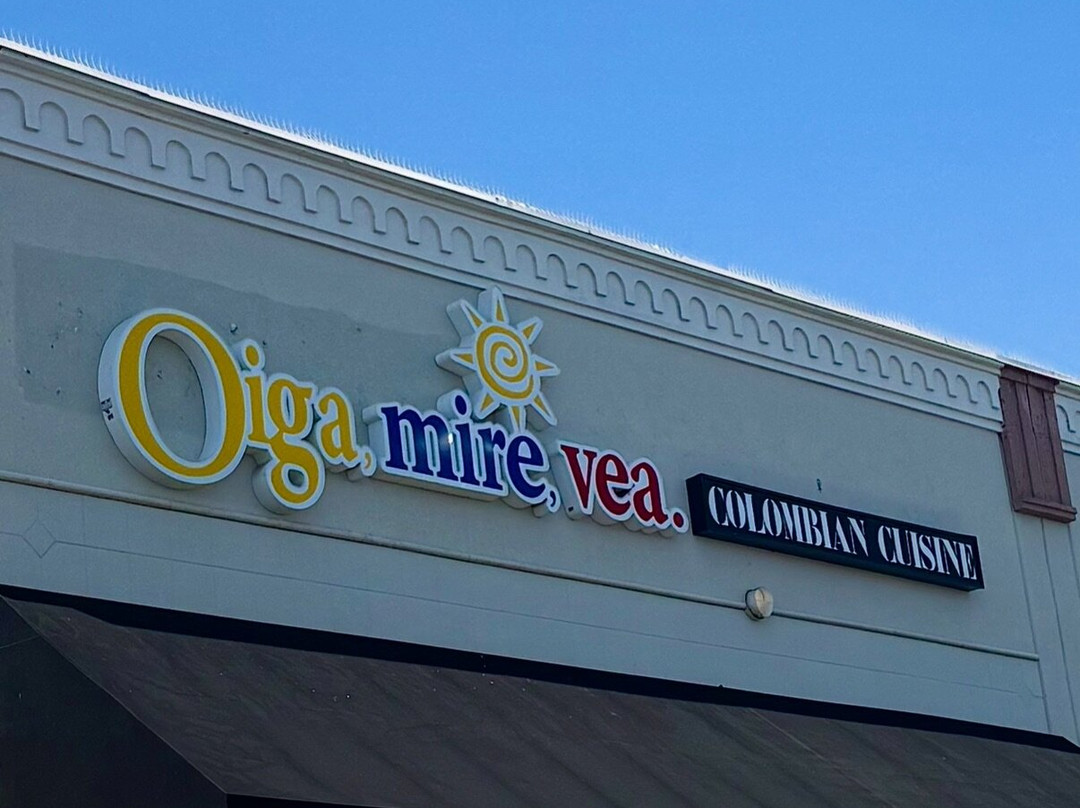 Oiga, mire, vea.
COLOMBIAN CUISINE